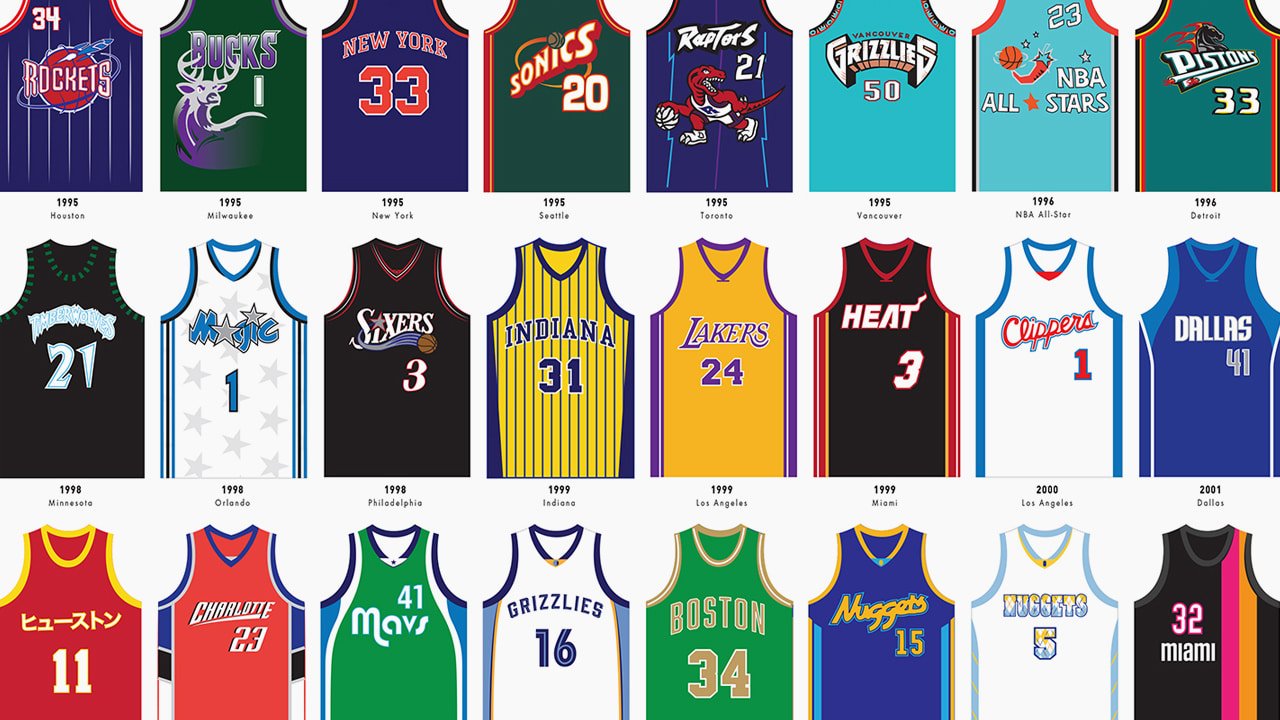 34
ROCKETS
BUCKS
1
NEW YORK
33
SONICS
20
RAPTORS
21
VANCOUVER
GRIZZLIES
50
23
NBA
ALL STARS
PISTONS
33
1995
Houston
1995
Milwaukee
1995
New York
1995
Seattle
1995
Toronto
1995
Vancouver
1996
NBA All-Star
1996
Detroit
TIMBERWOLVES
21
MAGIC
1
SIXERS
3
INDIANA
31
LAKERS
24
HEAT
3
Clippers
1
DALLAS
41
1998
Minnesota
1998
Orlando
1998
Philadelphia
1999
Indiana
1999
Los Angeles
1999
Miami
2000
Los Angeles
2001
Dallas
ヒューストン
11
CHARLOTTE
23
41
mavs
GRIZZLIES
16
BOSTON
34
Nuggets
15
NUGGETS
5
32
miami